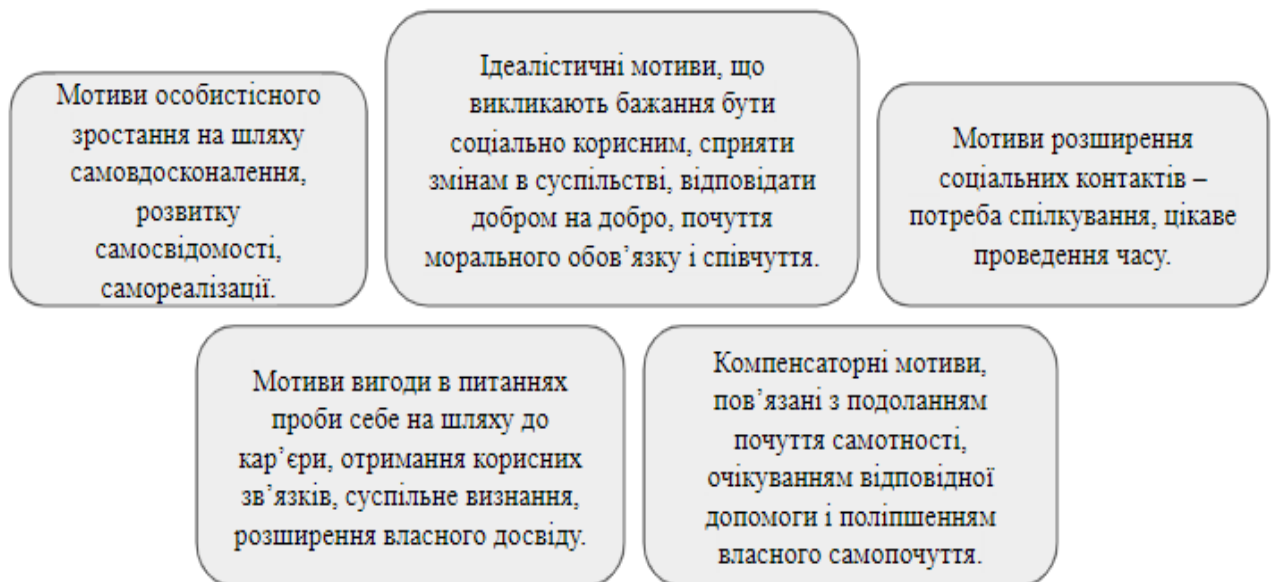 Мотиви особистісного
зростання на шляху
самовдосконалення,
розвитку
самосвідомості,
самореалізації.
Ідеалістичні мотиви, що
викликають бажання бути
соціально корисним, сприяти
змінам в суспільстві, відповідати
добром на добро, почуття
морального обов’язку і співчуття.
Мотиви розширення
соціальних контактів –
потреба спілкування, цікаве
проведення часу.
Мотиви вигоди в питаннях
проби себе на шляху до
кар’єри, отримання корисних
зв’язків, суспільне визнання,
розширення власного досвіду.
Компенсаторні мотиви,
пов’язані з подоланням
почуття самотності,
очікуванням відповідної
допомоги і поліпшенням
власного самопочуття.